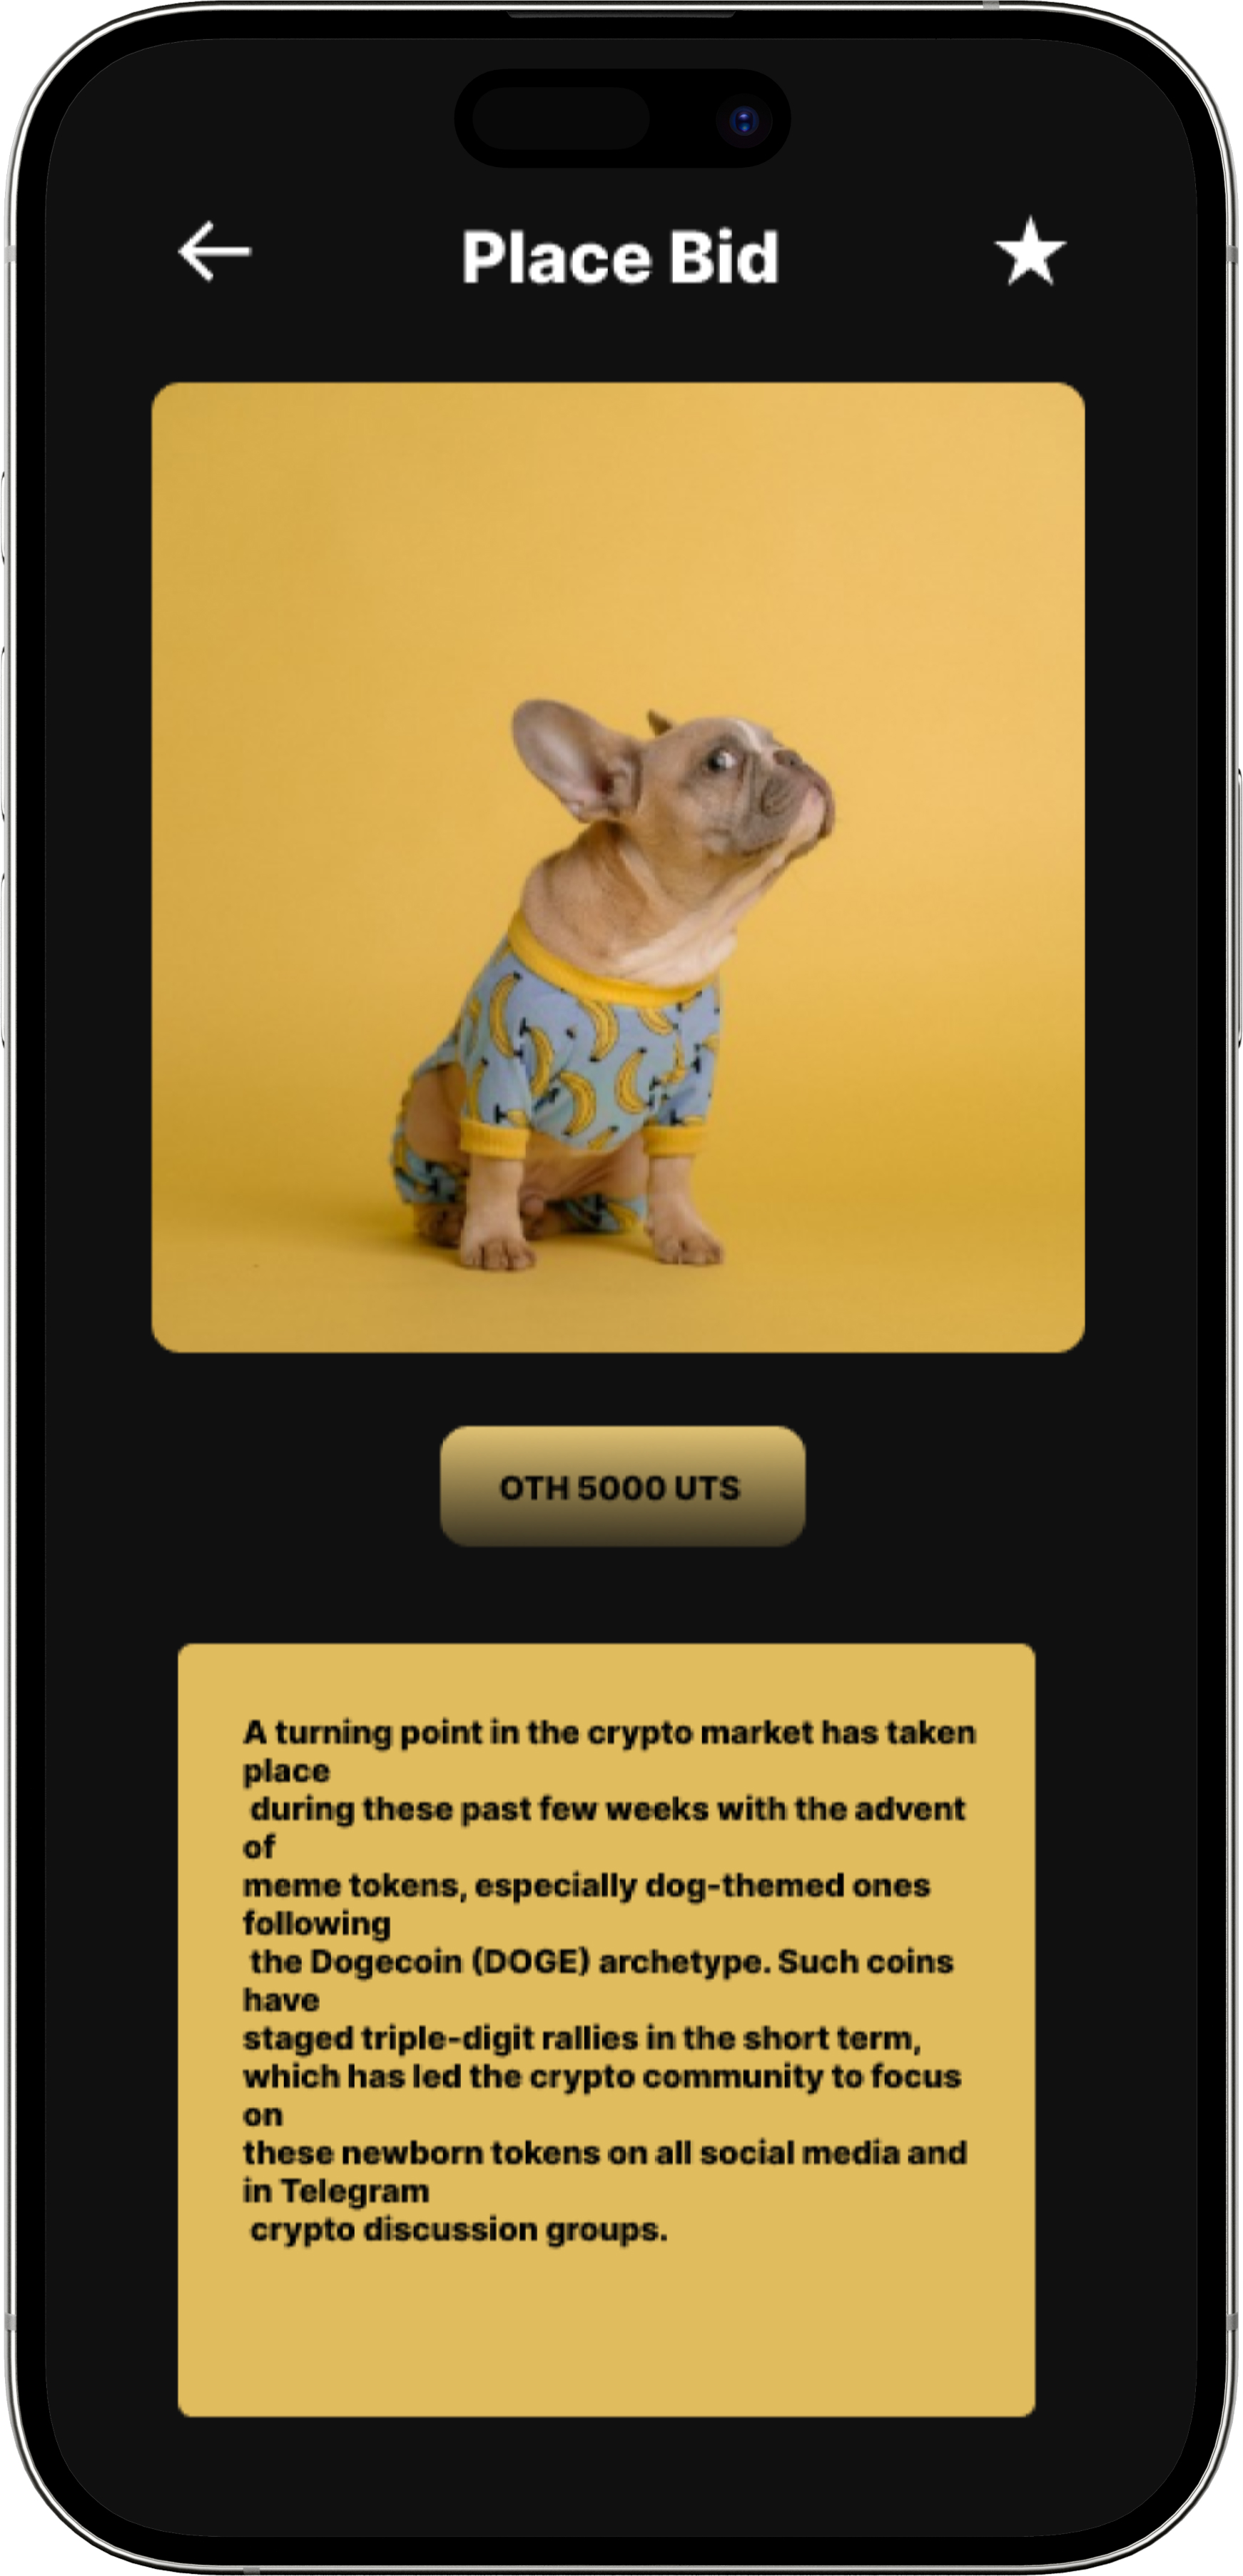 Place Bid
OTH 5000 UTS
A turning point in the crypto market has taken
place
during these past few weeks with the advent
of
meme tokens, especially dog-themed ones
following
the Dogecoin (DOGE) archetype. Such coins
have
staged triple-digit rallies in the short term,
which has led the crypto community to focus
on
these newborn tokens on all social media and
in Telegram
crypto discussion groups.